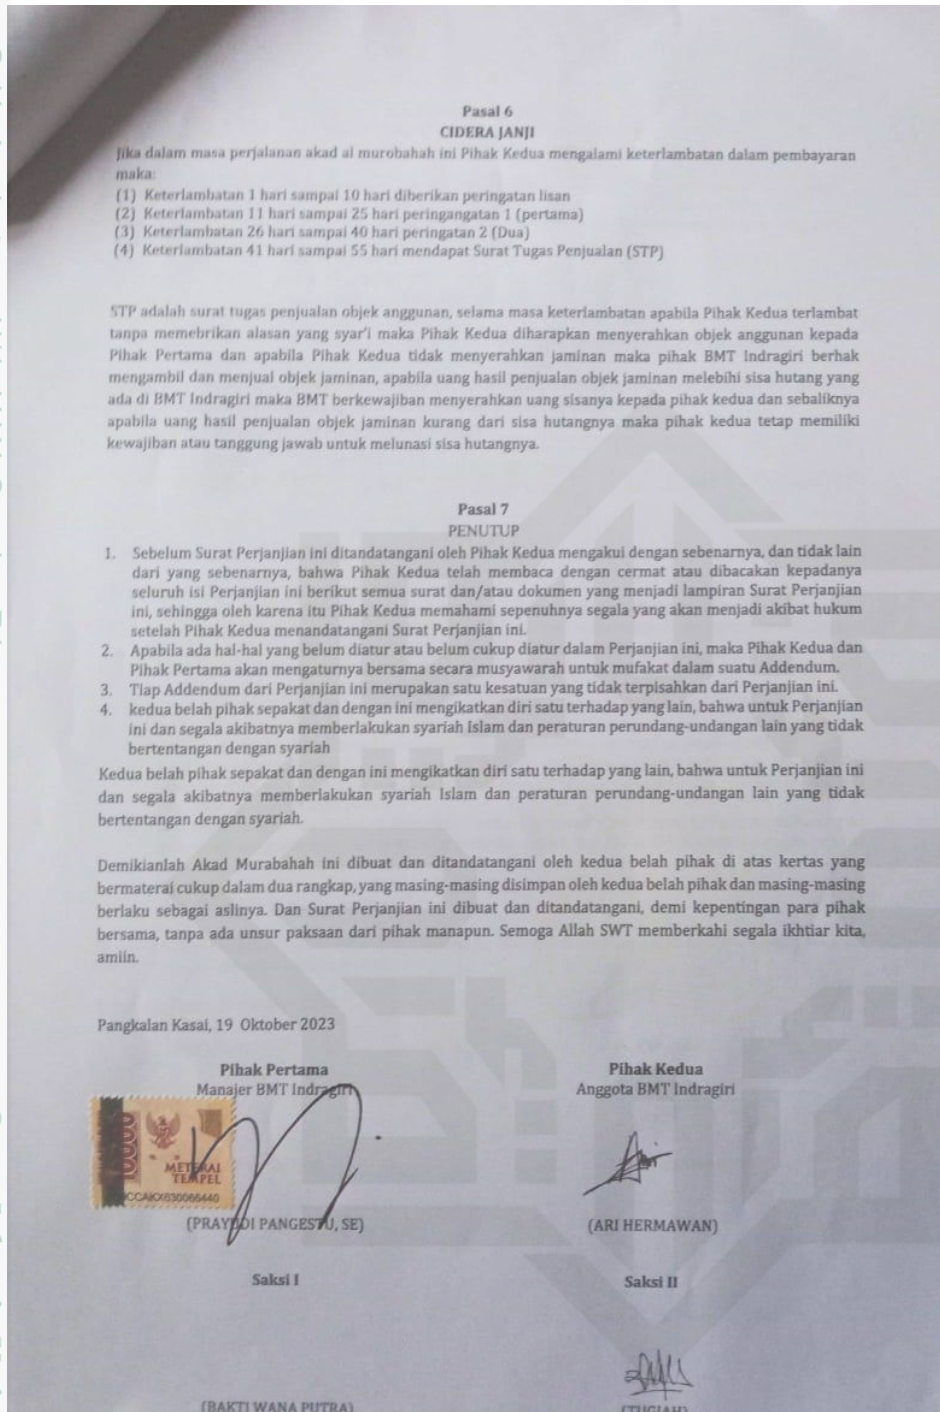 Pasal 6
CIDERA JANJI
Jika dalam masa perjalanan akad al murobahah ini Pihak Kedua mengalami keterlambatan dalam pembayaran
maka:
(1) Keterlambatan 1 hari sampai 10 hari diberikan peringatan lisan
(2) Keterlambatan 11 hari sampai 25 hari peringangatan 1 (pertama)
(3) Keterlambatan 26 hari sampai 40 hari peringatan 2 (Dua)
(4) Keterlambatan 41 hari sampai 55 hari mendapat Surat Tugas Penjualan (STP)
STP adalah surat tugas penjualan objek anggunan, selama masa keterlambatan apabila Pihak Kedua terlambat
tanpa memebrikan alasan yang syar'i maka Pihak Kedua diharapkan menyerahkan objek anggunan kepada
Pihak Pertama dan apabila Pihak Kedua tidak menyerahkan jaminan maka pihak BMT Indragiri berhak
mengambil dan menjual objek jaminan, apabila uang hasil penjualan objek jaminan melebihi sisa hutang yang
ada di BMT Indragiri maka BMT berkewajiban menyerahkan uang sisanya kepada pihak kedua dan sebaliknya
apabila uang hasil penjualan objek jaminan kurang dari sisa hutangnya maka pihak kedua tetap memiliki
kewajiban atau tanggung jawab untuk melunasi sisa hutangnya.
Pasal 7
PENUTUP
1. Sebelum Surat Perjanjian ini ditandatangani oleh Pihak Kedua mengakui dengan sebenarnya, dan tidak lain
dari yang sebenarnya, bahwa Pihak Kedua telah membaca dengan cermat atau dibacakan kepadanya
seluruh isi Perjanjian ini berikut semua surat dan/atau dokumen yang menjadi lampiran Surat Perjanjian
ini, sehingga oleh karena itu Pihak Kedua memahami sepenuhnya segala yang akan menjadi akibat hukum
setelah Pihak Kedua menandatangani Surat Perjanjian ini.
2. Apabila ada hal-hal yang belum diatur atau belum cukup diatur dalam Perjanjian ini, maka Pihak Kedua dan
Pihak Pertama akan mengaturnya bersama secara musyawarah untuk mufakat dalam suatu Addendum.
3. Tiap Addendum dari Perjanjian ini merupakan satu kesatuan yang tidak terpisahkan dari Perjanjian ini.
4. kedua belah pihak sepakat dan dengan ini mengikatkan diri satu terhadap yang lain, bahwa untuk Perjanjian
ini dan segala akibatnya memberlakukan syariah Islam dan peraturan perundang-undangan lain yang tidak
bertentangan dengan syariah
Kedua belah pihak sepakat dan dengan ini mengikatkan diri satu terhadap yang lain, bahwa untuk Perjanjian ini
dan segala akibatnya memberlakukan syariah Islam dan peraturan perundang-undangan lain yang tidak
bertentangan dengan syariah.
Demikianlah Akad Murabahah ini dibuat dan ditandatangani oleh kedua belah pihak di atas kertas yang
bermaterai cukup dalam dua rangkap, yang masing-masing disimpan oleh kedua belah pihak dan masing-masing
berlaku sebagai aslinya. Dan Surat Perjanjian ini dibuat dan ditandatangani, demi kepentingan para pihak
bersama, tanpa ada unsur paksaan dari pihak manapun. Semoga Allah SWT memberkahi segala ikhtiar kita,
amiin.
Pangkalan Kasai, 19 Oktober 2023
Pihak Pertama Pihak Kedua
Manajer BMT Indragiri Anggota BMT Indragiri
10000
METERAI
TEMPEL
(PRAYUDI PANGESTU, SE) (ARI HERMAWAN)
Saksi I Saksi II
(BAKTI WANA PUTRA) (TUGIAH)